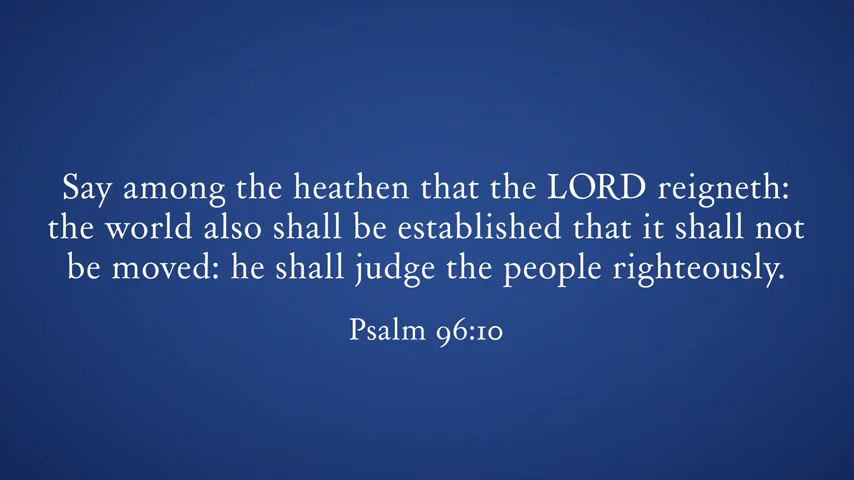 Say among the heathen that the LORD reigneth:
the world also shall be established that it shall not
be moved: he shall judge the people righteously.
Psalm 96:10